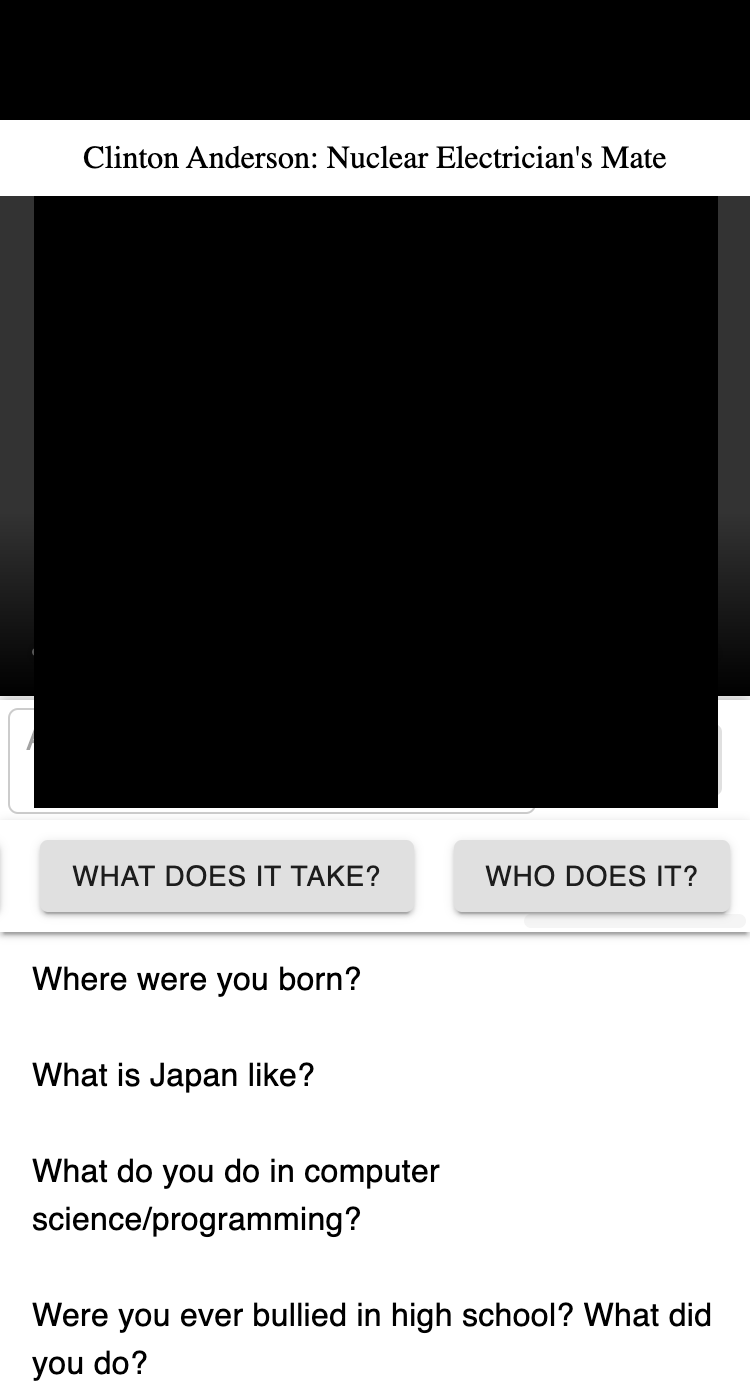 Clinton Anderson: Nuclear Electrician's Mate
WHAT DOES IT TAKE? WHO DOES IT?
Where were you born?
What is Japan like?
What do you do in computer
science/programming?
Were you ever bullied in high school? What did
you do?